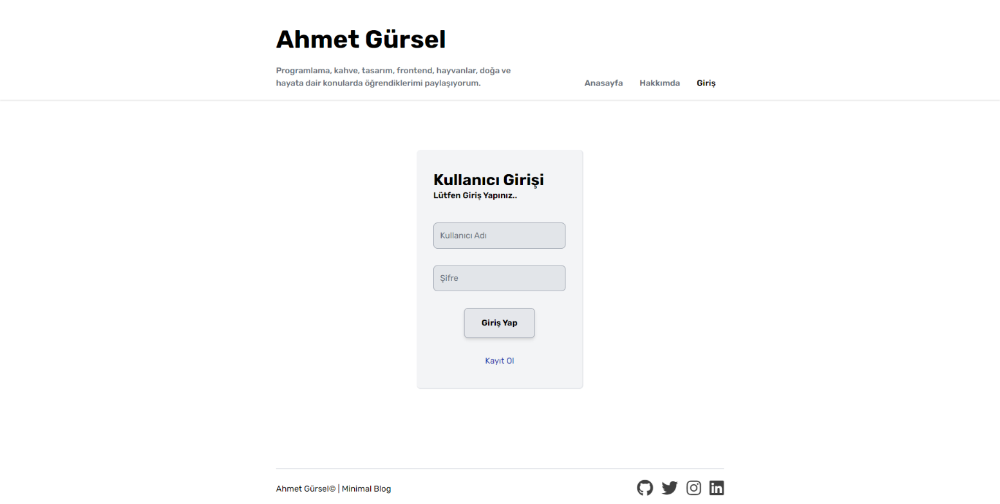 Ahmet Gürsel
Programlama, kahve, tasarım, frontend, hayvanlar, doğa ve
hayata dair konularda öğrendiklerimi paylaşıyorum.
Anasayfa Hakkımda Giriş
Kullanıcı Girişi
Lütfen Giriş Yapınız..
Kullanıcı Adı
Şifre
Giriş Yap
Kayıt Ol
Ahmet Gürsel© | Minimal Blog